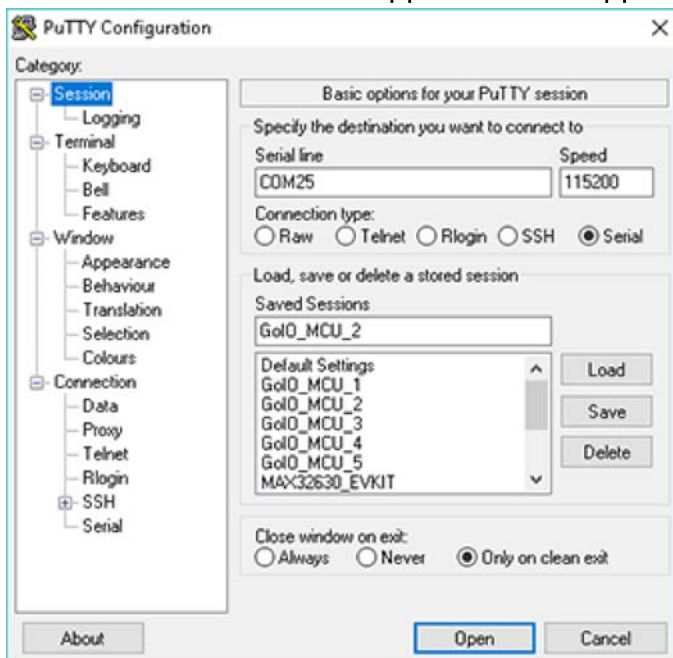 PuTTY Configuration
Category:
Session
Logging
Terminal
Keyboard
Bell
Features
Window
Appearance
Behaviour
Translation
Selection
Colours
Connection
Data
Proxy
Telnet
Rlogin
SSH
Serial
Basic options for your PuTTY session
Specify the destination you want to connect to
Serial line Speed
COM25 115200
Connection type:
Raw Telnet Rlogin SSH Serial
Load, save or delete a stored session
Saved Sessions
GoIO_MCU_2
Default Settings
GoIO_MCU_1
GoIO_MCU_2
GoIO_MCU_3
GoIO_MCU_4
GoIO_MCU_5
MAX32630_EVKIT
Load
Save
Delete
Close window on exit:
Always Never Only on clean exit
About Open Cancel